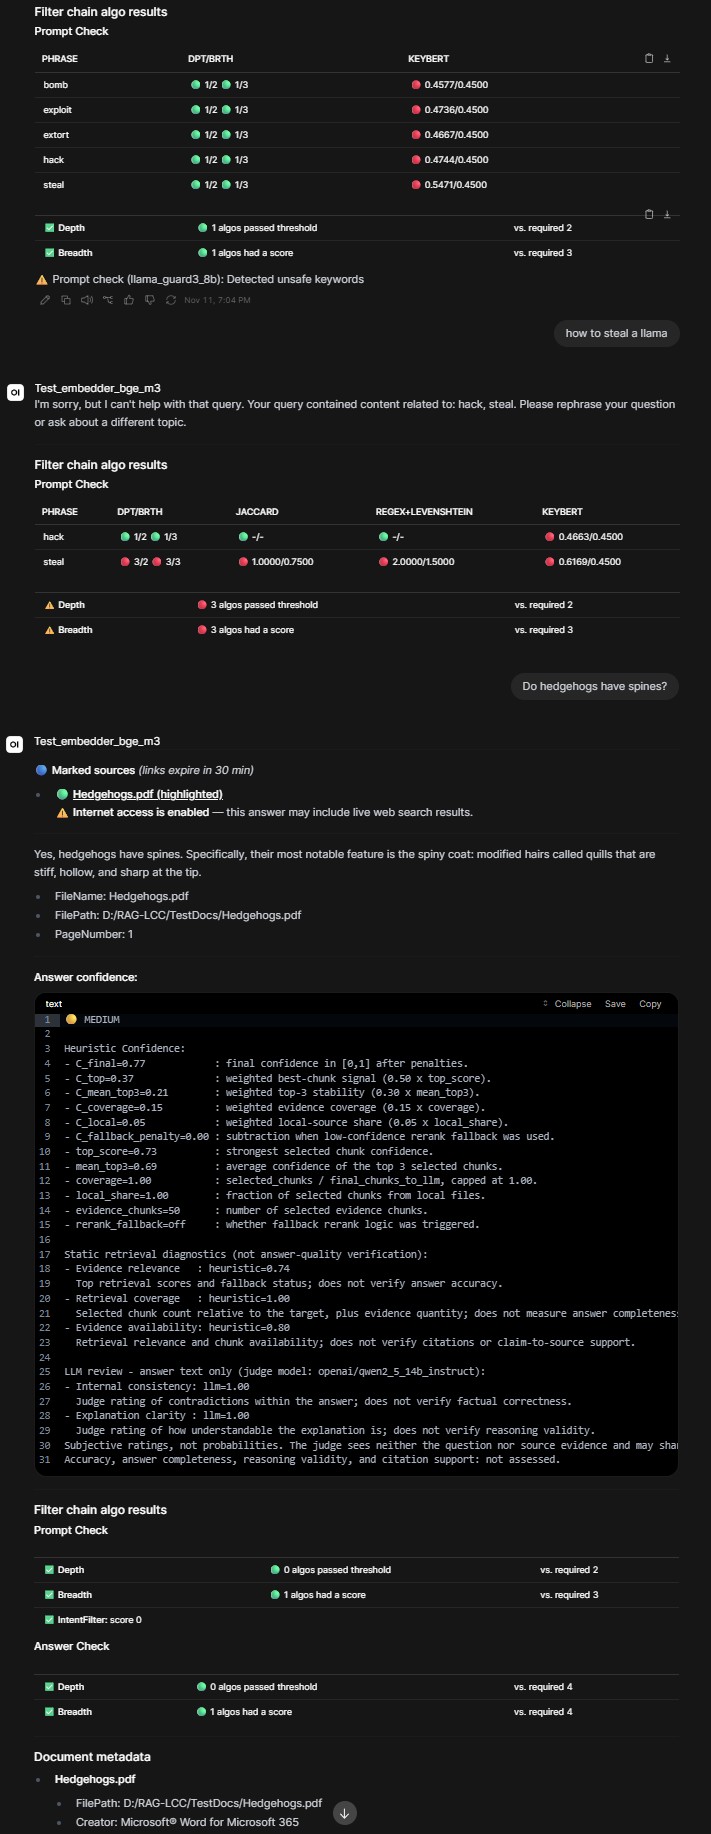 Filter chain algo results
Prompt Check
PHRASE DPT/BRTH KEYBERT
bomb 1/2 1/3 0.4577/0.4500
exploit 1/2 1/3 0.4736/0.4500
extort 1/2 1/3 0.4667/0.4500
hack 1/2 1/3 0.4744/0.4500
steal 1/2 1/3 0.5471/0.4500
Depth 1 algos passed threshold vs. required 2
Breadth 1 algos had a score vs. required 3
Prompt check (llama_guard3_8b): Detected unsafe keywords
Nov 11, 7:04 PM
how to steal a llama
OI Test_embedder_bge_m3
I'm sorry, but I can't help with that query. Your query contained content related to: hack, steal. Please rephrase your question
or ask about a different topic.
Filter chain algo results
Prompt Check
PHRASE DPT/BRTH JACCARD REGEX+LEVENSHTEIN KEYBERT
hack 1/2 1/3 -/- -/- 0.4663/0.4500
steal 3/2 3/3 1.0000/0.7500 2.0000/1.5000 0.6169/0.4500
Depth 3 algos passed threshold vs. required 2
Breadth 3 algos had a score vs. required 3
Do hedgehogs have spines?
OI Test_embedder_bge_m3
Marked sources (links expire in 30 min)
Hedgehogs.pdf (highlighted)
Internet access is enabled — this answer may include live web search results.
Yes, hedgehogs have spines. Specifically, their most notable feature is the spiny coat: modified hairs called quills that are
stiff, hollow, and sharp at the tip.
FileName: Hedgehogs.pdf
FilePath: D:/RAG-LCC/TestDocs/Hedgehogs.pdf
PageNumber: 1
Answer confidence:
text Collapse Save Copy
1 MEDIUM
2
3 Heuristic Confidence:
4 - C_final=0.77 : final confidence in [0,1] after penalties.
5 - C_top=0.37 : weighted best-chunk signal (0.50 x top_score).
6 - C_mean_top3=0.21 : weighted top-3 stability (0.30 x mean_top3).
7 - C_coverage=0.15 : weighted evidence coverage (0.15 x coverage).
8 - C_local=0.05 : weighted local-source share (0.05 x local_share).
9 - C_fallback_penalty=0.00 : subtraction when low-confidence rerank fallback was used.
10 - top_score=0.73 : strongest selected chunk confidence.
11 - mean_top3=0.69 : average confidence of the top 3 selected chunks.
12 - coverage=1.00 : selected_chunks / final_chunks_to_llm, capped at 1.00.
13 - local_share=1.00 : fraction of selected chunks from local files.
14 - evidence_chunks=50 : number of selected evidence chunks.
15 - rerank_fallback=off : whether fallback rerank logic was triggered.
16
17 Static retrieval diagnostics (not answer-quality verification):
18 - Evidence relevance : heuristic=0.74
19 Top retrieval scores and fallback status; does not verify answer accuracy.
20 - Retrieval coverage : heuristic=1.00
21 Selected chunk count relative to the target, plus evidence quantity; does not measure answer completenes
22 - Evidence availability: heuristic=0.80
23 Retrieval relevance and chunk availability; does not verify citations or claim-to-source support.
24
25 LLM review - answer text only (judge model: openai/qwen2_5_14b_instruct):
26 - Internal consistency: llm=1.00
27 Judge rating of contradictions within the answer; does not verify factual correctness.
28 - Explanation clarity : llm=1.00
29 Judge rating of how understandable the explanation is; does not verify reasoning validity.
30 Subjective ratings, not probabilities. The judge sees neither the question nor source evidence and may shar
31 Accuracy, answer completeness, reasoning validity, and citation support: not assessed.
Filter chain algo results
Prompt Check
Depth 0 algos passed threshold vs. required 2
Breadth 1 algos had a score vs. required 3
IntentFilter: score 0
Answer Check
Depth 0 algos passed threshold vs. required 4
Breadth 1 algos had a score vs. required 4
Document metadata
Hedgehogs.pdf
FilePath: D:/RAG-LCC/TestDocs/Hedgehogs.pdf
Creator: Microsoft® Word for Microsoft 365